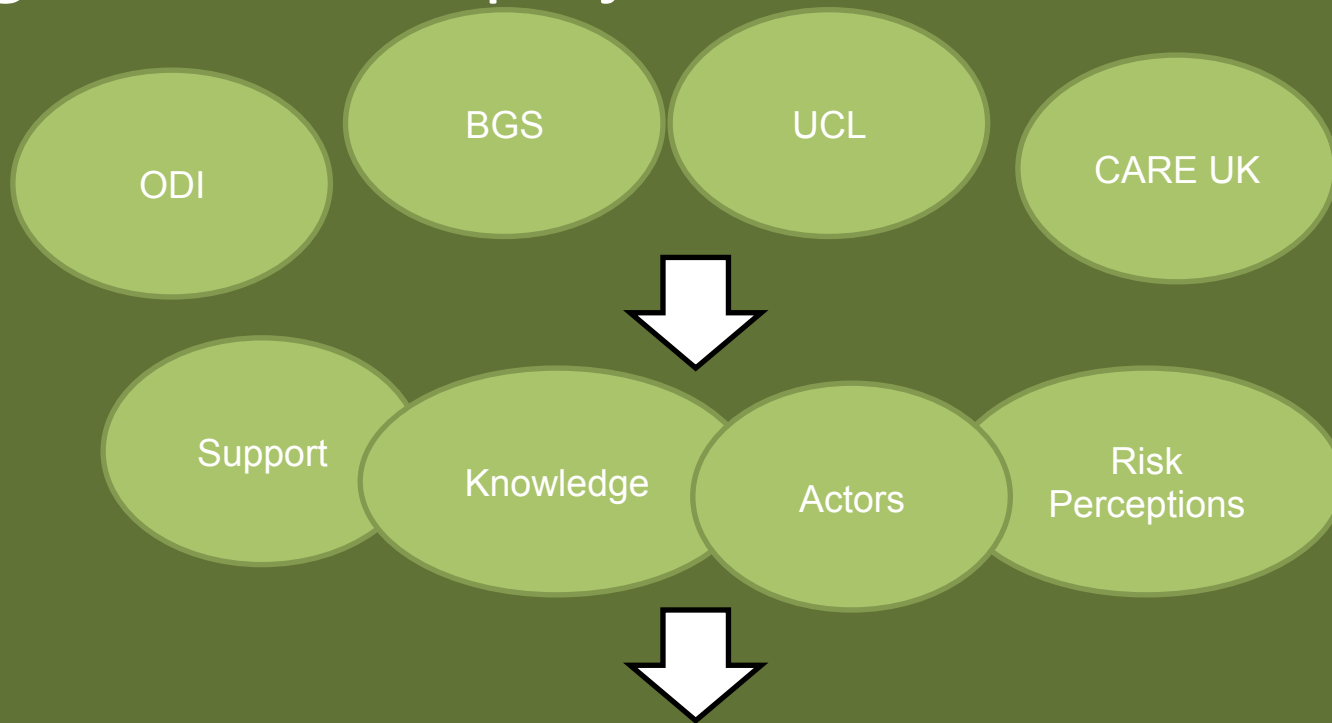 ODI
BGS
UCL
CARE UK
Support
Knowledge
Actors
Risk
Perceptions